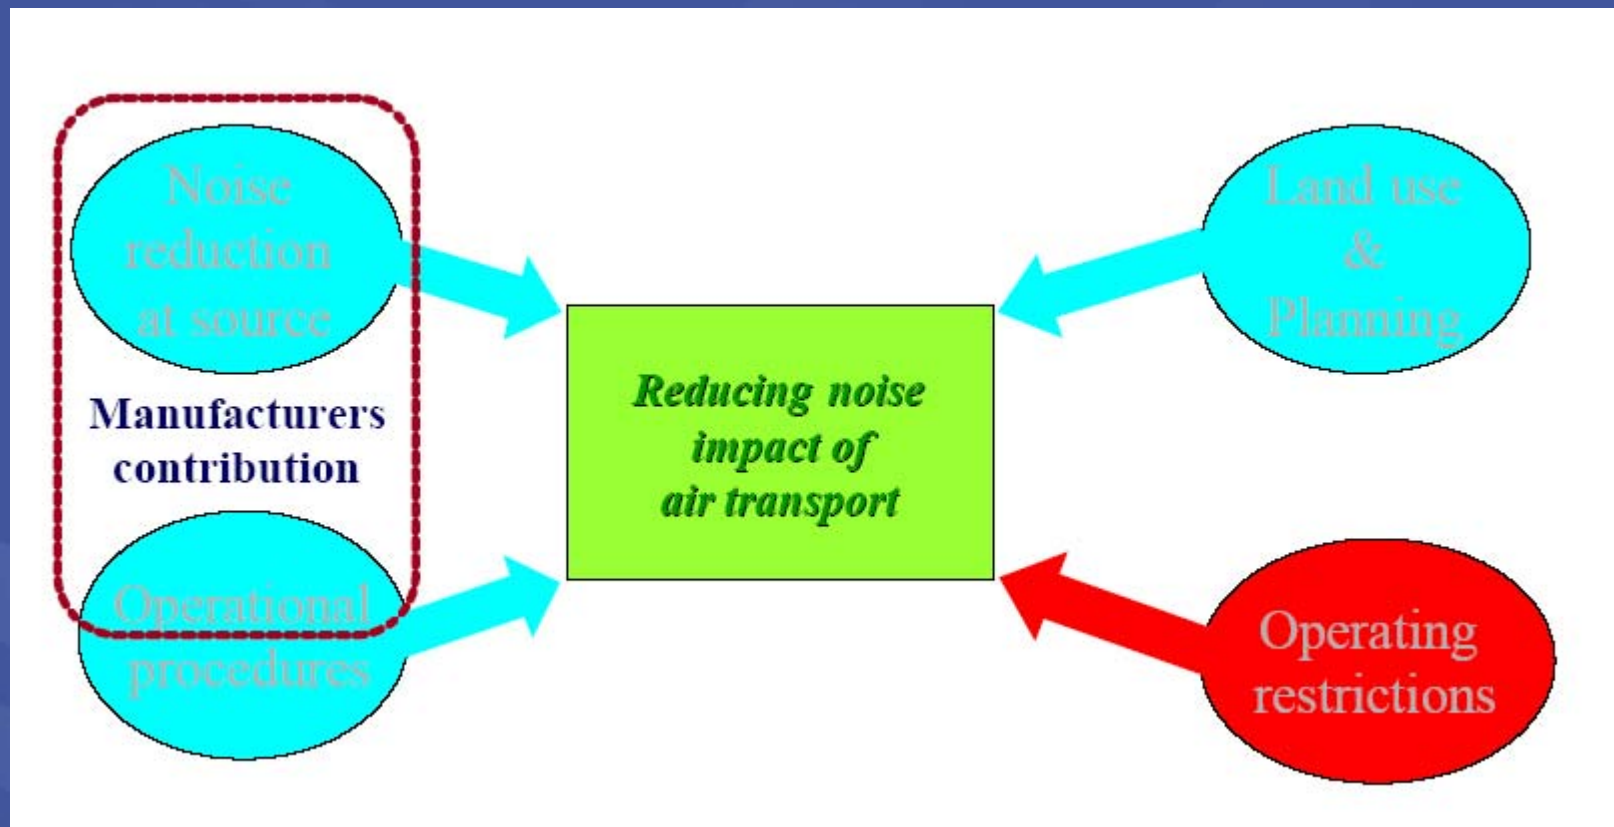 Noise
reduction
at source
Manufacturers
contribution
Operational
procedures
Reducing noise
impact of
air transport
Land use
&
Planning
Operating
restrictions